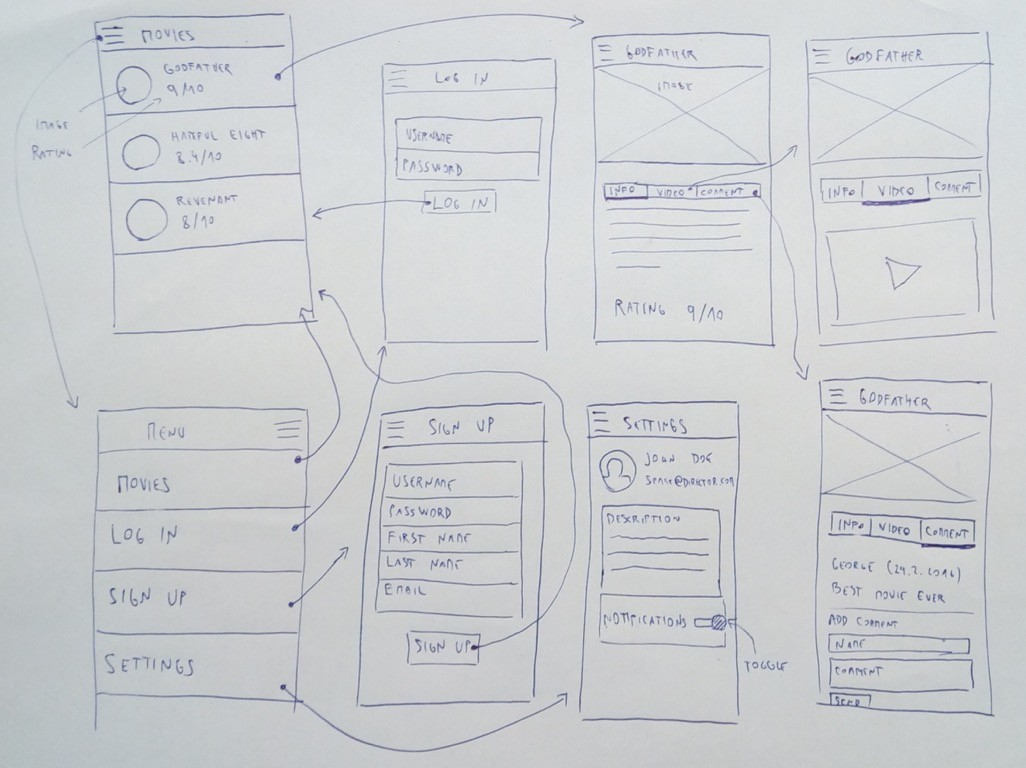 MOVIES
GODFATHER
9/10
IMAGE
RATING
HATEFUL EIGHT
8.4/10
REVENANT
8/10
LOG IN
USERNAME
PASSWORD
LOG IN
GODFATHER
IMAGE
INFO VIDEO COMMENT
RATING 9/10
GODFATHER
INFO VIDEO COMENT
MENU
MOVIES
LOG IN
SIGN UP
SETTINGS
SIGN UP
USERNAME
PASSWORD
FIRST NAME
LAST NAME
EMAIL
SIGN UP
SETTINGS
JOHN DOE
DESCRIPTION
NOTIFICATIONS
TOGGLE
GODFATHER
INFO VIDEO COMMENT
GEORGE (24.2.2016)
BEST MOVIE EVER
ADD COMMENT
NAME
COMMENT
SEND